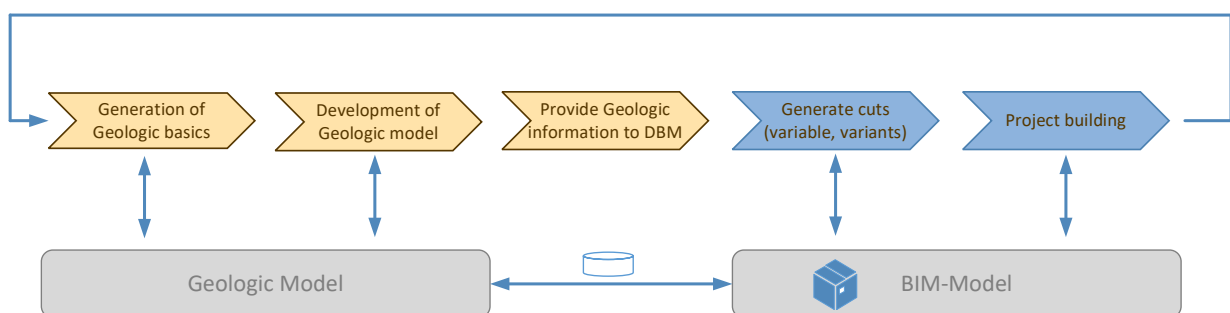 Generation of
Geologic basics
Development of
Geologic model
Provide Geologic
information to DBM
Generate cuts
(variable, variants)
Project building
Geologic Model
BIM-Model